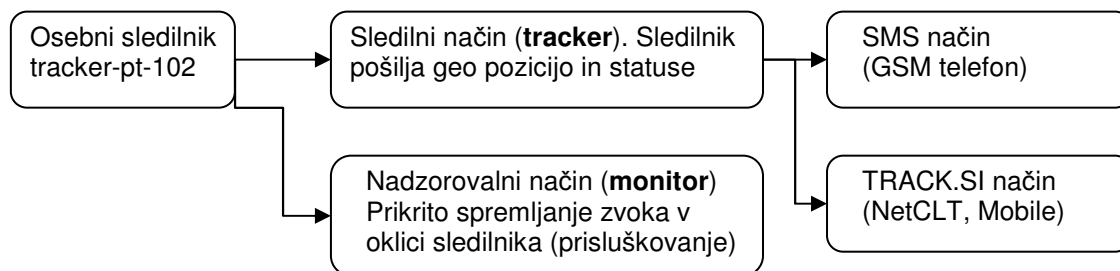 Osebni sledilnik
tracker-pt-102
Sledilni način (tracker). Sledilnik
pošilja geo pozicijo in statuse
SMS način
(GSM telefon)
Nadzorovalni način (monitor)
Prikrito spremljanje zvoka v
oklici sledilnika (prisluškovanje)
TRACK.SI način
(NetCLT, Mobile)